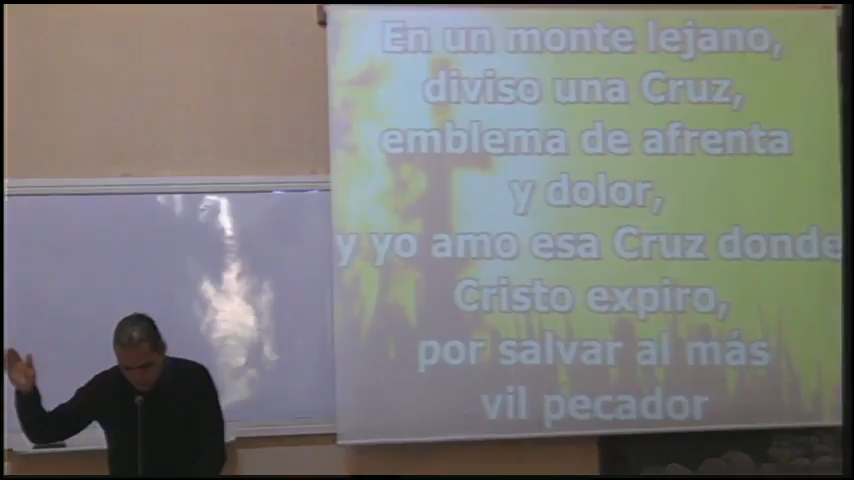 En un monte lejano,
diviso una Cruz,
emblema de afrenta
y dolor,
y yo amo esa Cruz donde
Cristo expiro,
por salvar al más
vil pecador